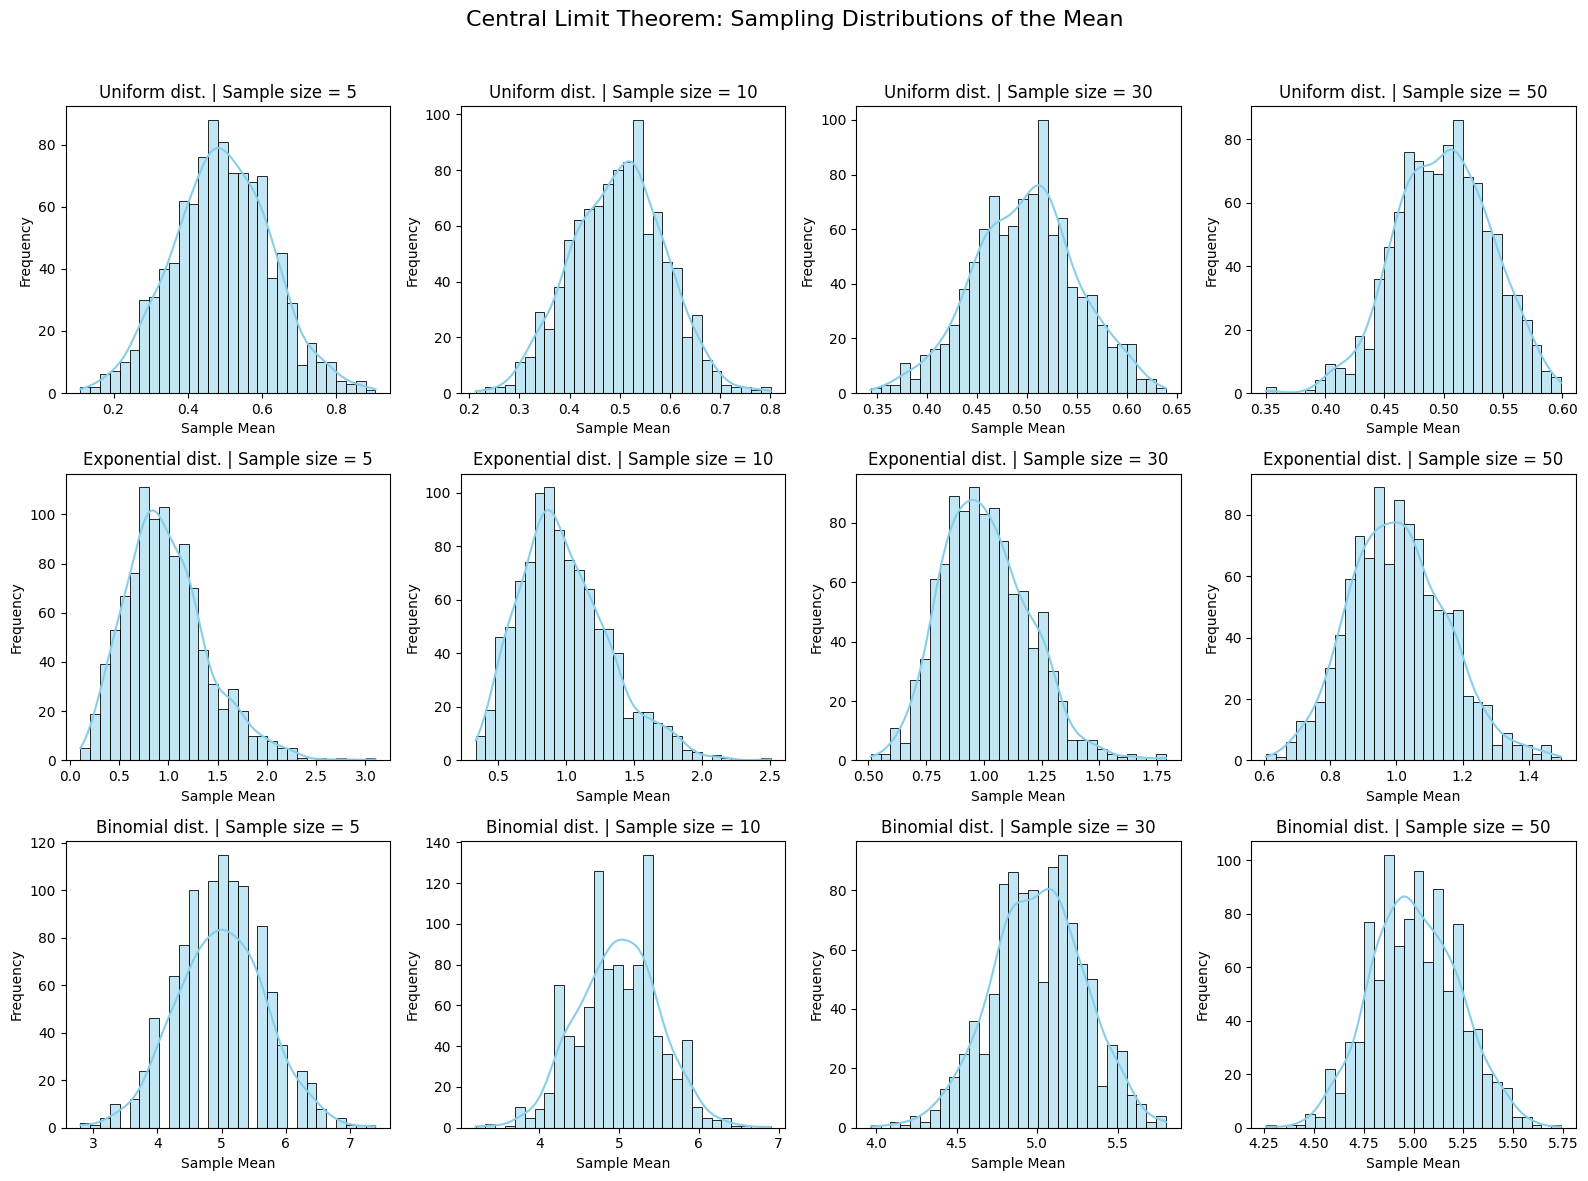 Central Limit Theorem: Sampling Distributions of the Mean
Uniform dist. | Sample size = 5
Frequency
0
20
40
60
80
0.2 0.4 0.6 0.8
Sample Mean
Uniform dist. | Sample size = 10
Frequency
0
20
40
60
80
100
0.2 0.3 0.4 0.5 0.6 0.7 0.8
Sample Mean
Uniform dist. | Sample size = 30
Frequency
0
20
40
60
80
100
0.35 0.40 0.45 0.50 0.55 0.60 0.65
Sample Mean
Uniform dist. | Sample size = 50
Frequency
0
20
40
60
80
0.35 0.40 0.45 0.50 0.55 0.60
Sample Mean
Exponential dist. | Sample size = 5
Frequency
0
20
40
60
80
100
0.0 0.5 1.0 1.5 2.0 2.5 3.0
Sample Mean
Exponential dist. | Sample size = 10
Frequency
0
20
40
60
80
100
0.5 1.0 1.5 2.0 2.5
Sample Mean
Exponential dist. | Sample size = 30
Frequency
0
20
40
60
80
0.50 0.75 1.00 1.25 1.50 1.75
Sample Mean
Exponential dist. | Sample size = 50
Frequency
0
20
40
60
80
0.6 0.8 1.0 1.2 1.4
Sample Mean
Binomial dist. | Sample size = 5
Frequency
0
20
40
60
80
100
120
3 4 5 6 7
Sample Mean
Binomial dist. | Sample size = 10
Frequency
0
20
40
60
80
100
120
140
4 5 6 7
Sample Mean
Binomial dist. | Sample size = 30
Frequency
0
20
40
60
80
4.0 4.5 5.0 5.5
Sample Mean
Binomial dist. | Sample size = 50
Frequency
0
20
40
60
80
100
4.25 4.50 4.75 5.00 5.25 5.50 5.75
Sample Mean